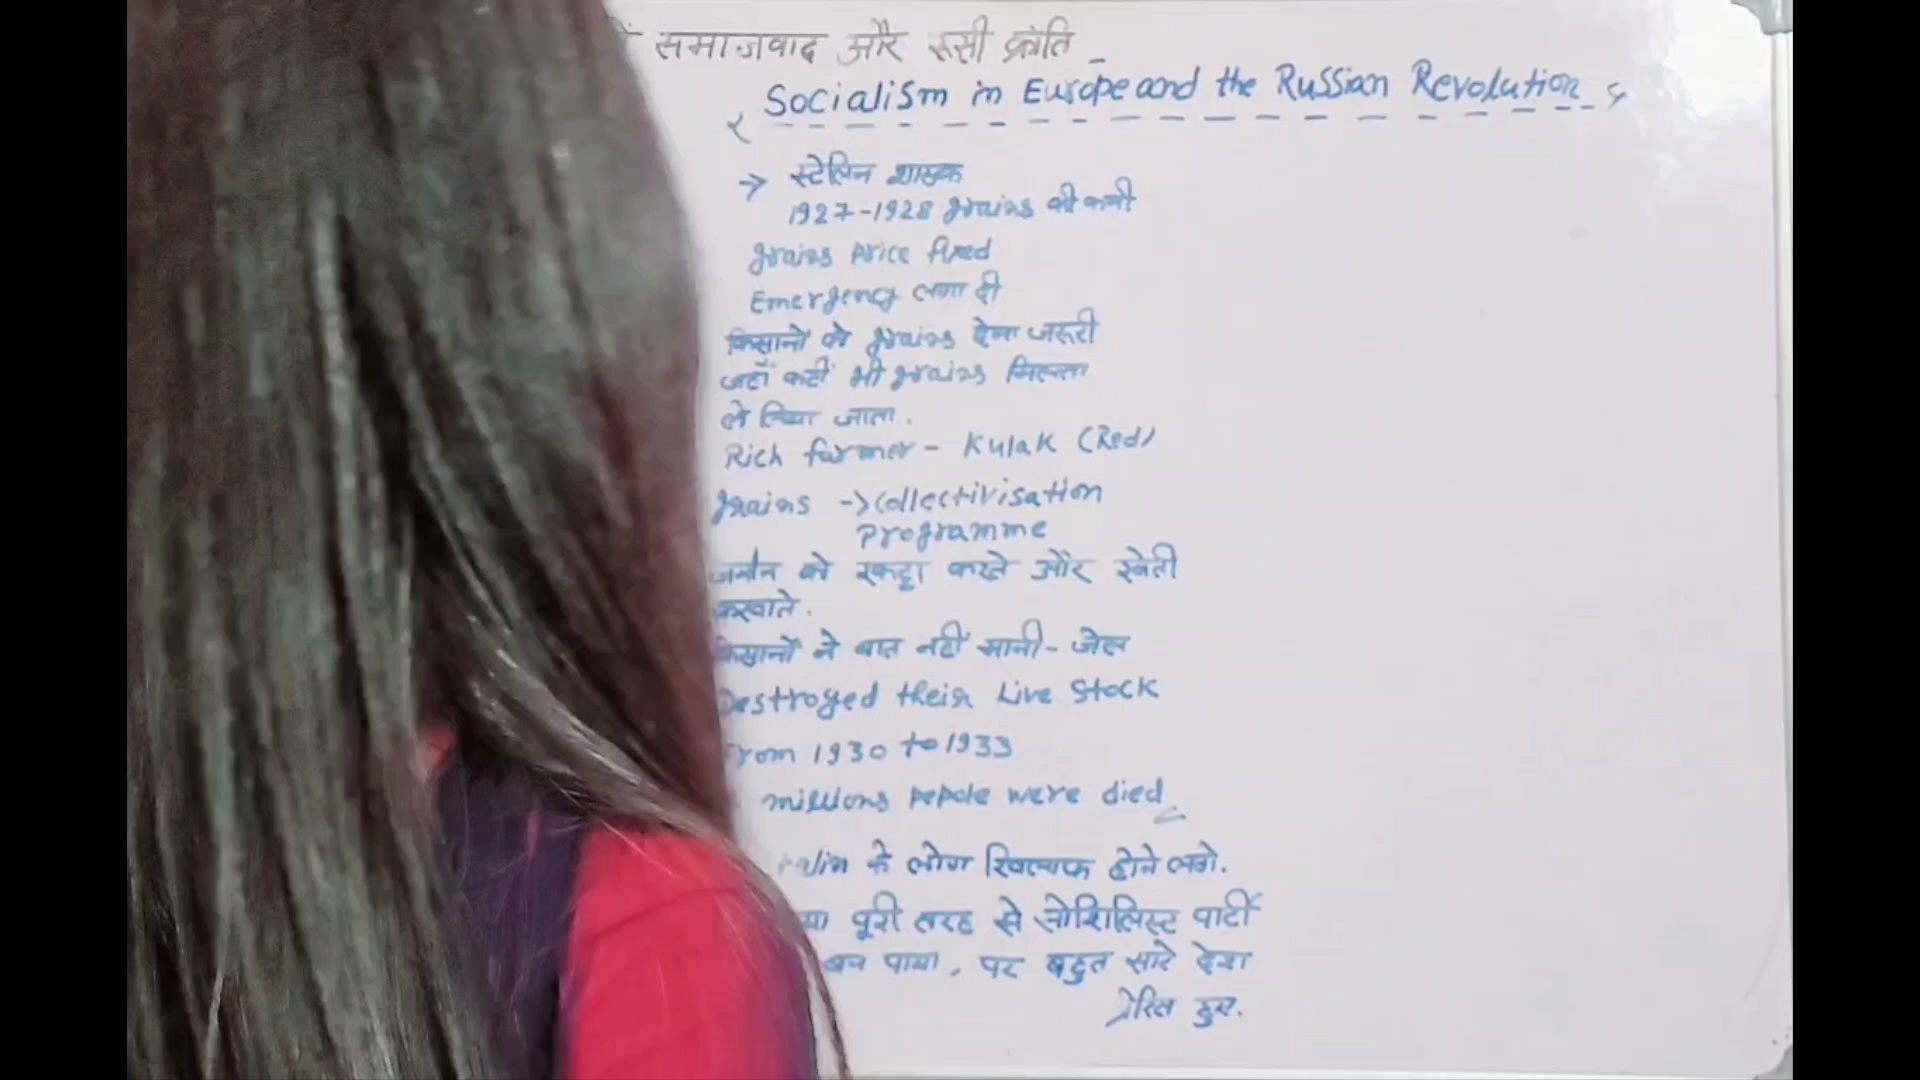 समाजवाद और रूसी क्रांति
Socialism in Europe and the Russian Revolution
→ स्टेलिन शासक
1927-1928 grains की कमी
grains price fixed
Emergency लगा दी
किसानों को grains देना जरूरी
जहाँ कहीं भी grains मिलता
ले लिया जाता.
Rich farmer - Kulak (Red)
grains → collectivisation
Programme
जमीन को इकट्ठा करते और खेती
करवाते.
किसानों ने बात नहीं मानी - जेल
Destroyed their Live Stock
From 1930 to 1933
millions pepole were died
के लोग खिलाफ होने लगे.
पूरी तरह से सोशिलिस्ट पार्टी
बन पाया, पर बहुत सारे देश
प्रेरित हुए.